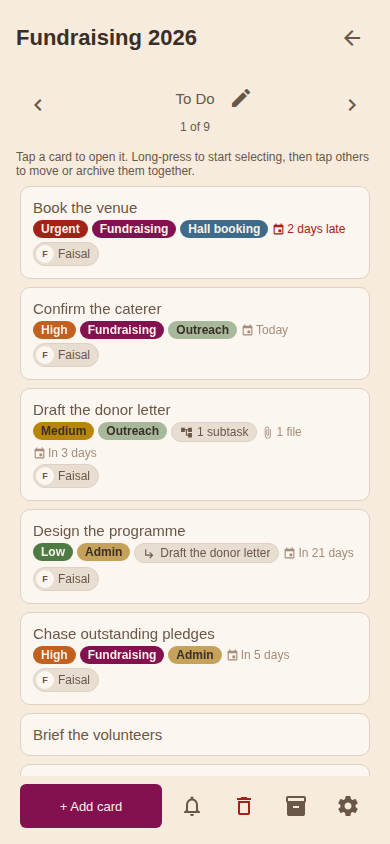 Fundraising 2026
To Do
1 of 9
Tap a card to open it. Long-press to start selecting, then tap others
to move or archive them together.
Book the venue
Urgent Fundraising Hall booking 2 days late
F Faisal
Confirm the caterer
High Fundraising Outreach Today
F Faisal
Draft the donor letter
Medium Outreach 1 subtask 1 file
In 3 days
F Faisal
Design the programme
Low Admin Draft the donor letter In 21 days
F Faisal
Chase outstanding pledges
High Fundraising Admin In 5 days
F Faisal
Brief the volunteers
+ Add card